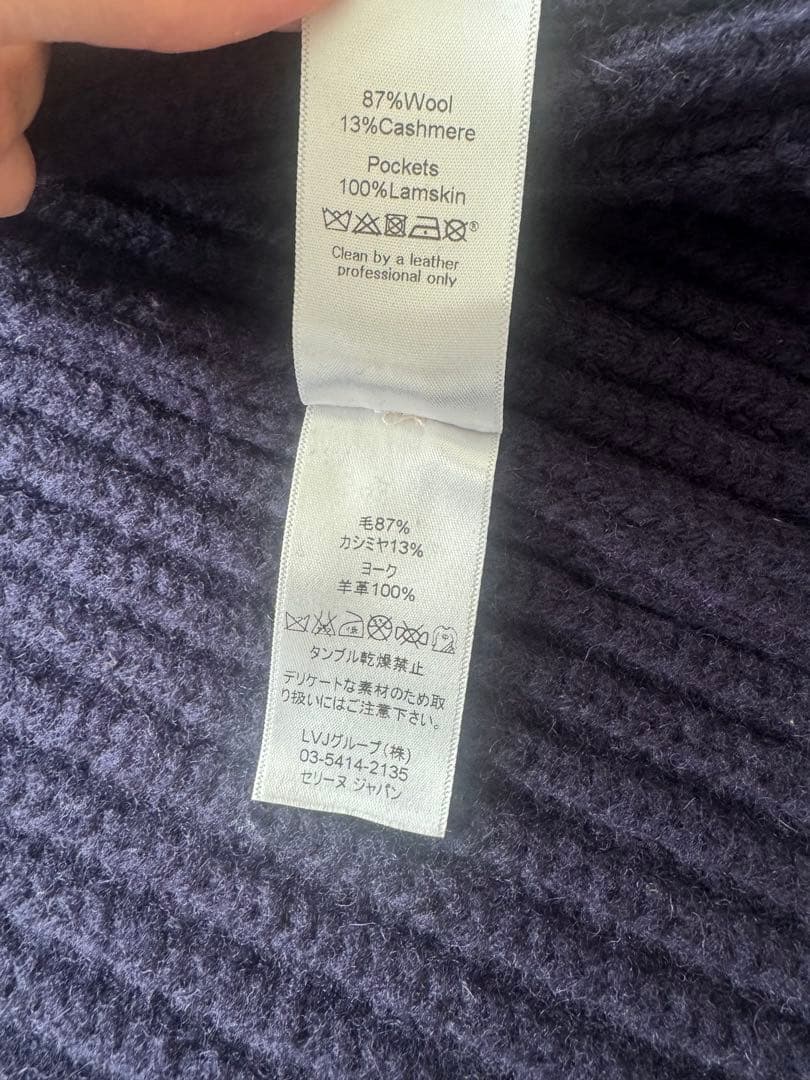 87%Wool
13%Cashmere
Pockets
100%Lamskin
®
Clean by a leather
professional only
毛87%
カシミヤ13%
ヨーク
羊革100%
タンブル乾燥禁止
デリケートな素材のため取
り扱いにはご注意下さい。
LVJグループ(株)
03-5414-2135
セリーヌ ジャパン